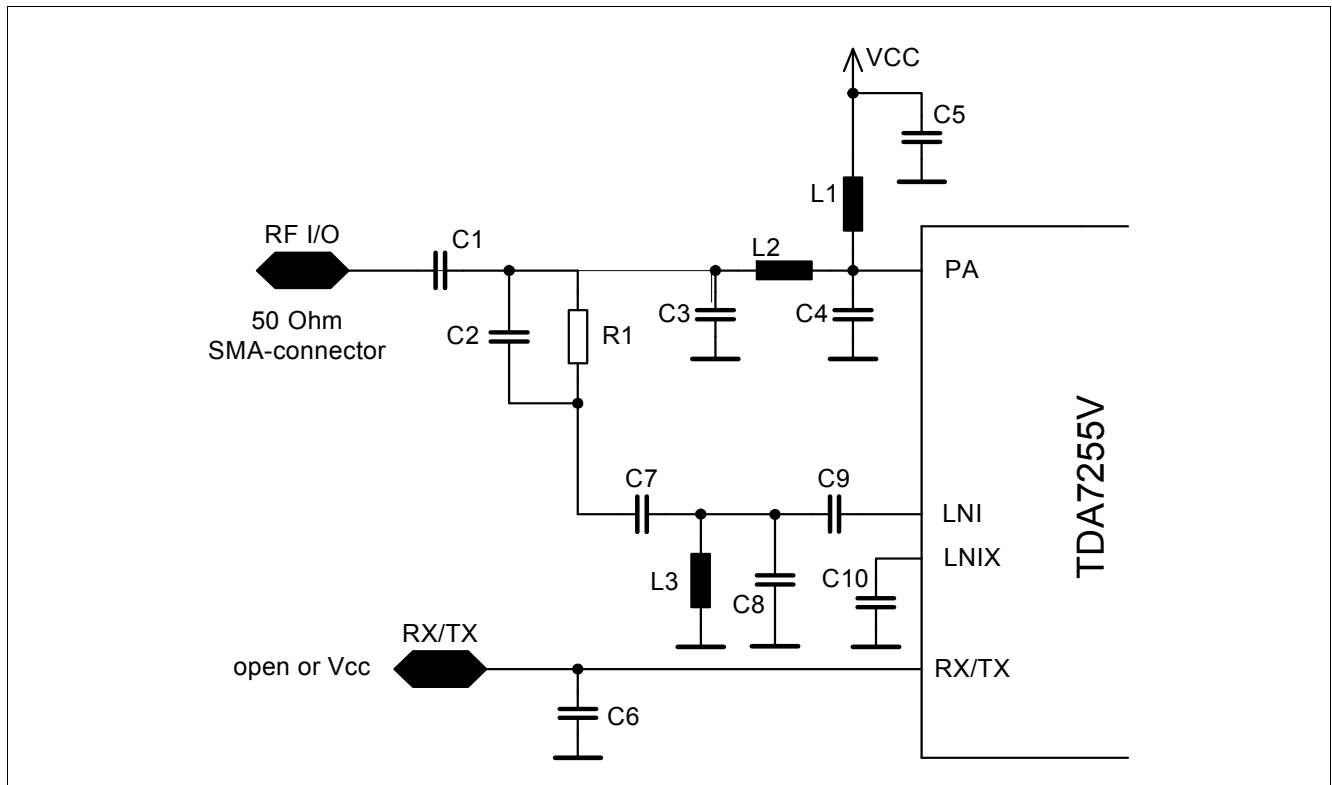 VCC
C5
L1
RF I/O
C1
L2
PA
50 Ohm
SMA-connector
C2
R1
C3
C4
TDA7255V
C7
C9
LNI
LNIX
L3
C8
C10
RX/TX
open or Vcc
RX/TX
C6